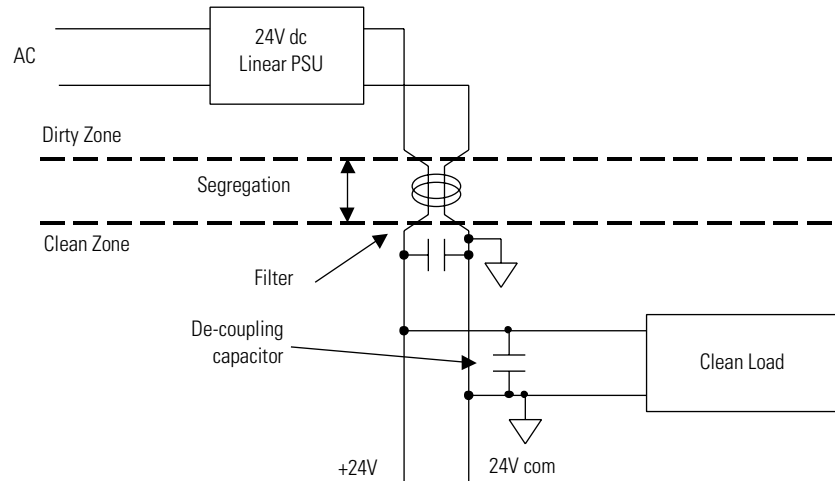 24V dc
Linear PSU
AC
Dirty Zone
Segregation
Clean Zone
Filter
De-coupling
capacitor
Clean Load
+24V
24V com